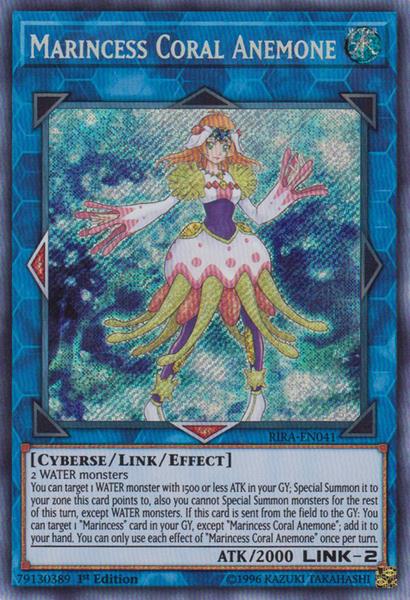 MARINCESS CORAL ANEMONE
水
RIRA-EN041
[CYBERSE/LINK/EFFECT]
2 WATER monsters
You can target 1 WATER monster with 1500 or less ATK in your GY; Special Summon it to
your zone this card points to, also you cannot Special Summon monsters for the rest
of this turn, except WATER monsters. If this card is sent from the field to the GY: You can
target 1 "Marincess" card in your GY, except "Marincess Coral Anemone"; add it to
your hand. You can only use each effect of "Marincess Coral Anemone" once per turn.
ATK/2000 LINK-2
79130389 1st Edition ©1996 KAZUKI TAKAHASHI